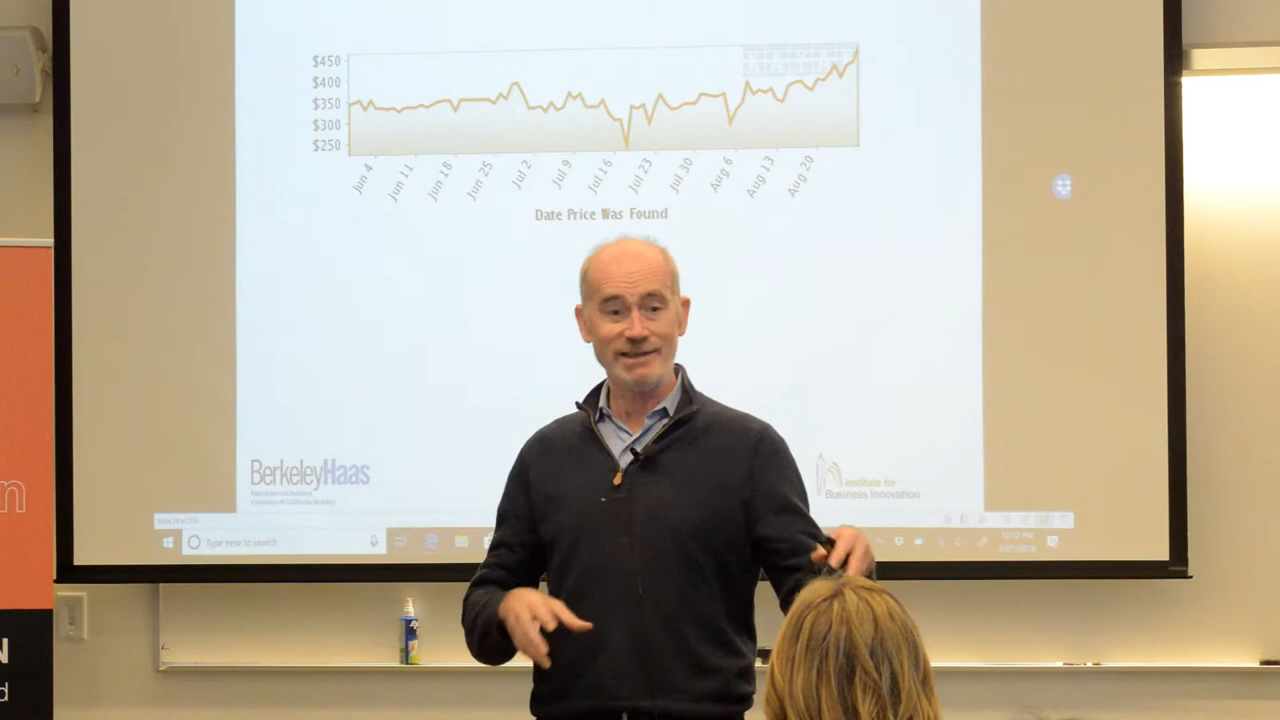 $450
$400
$350
$300
$250
Jun 4
Jun 11
Jun 18
Jun 25
Jul 2
Jul 9
Jul 16
Jul 23
Jul 30
Aug 6
Aug 13
Aug 20
Date Price Was Found
BerkeleyHaas
Institute for
Business Innovation
Type here to search
n
N
d